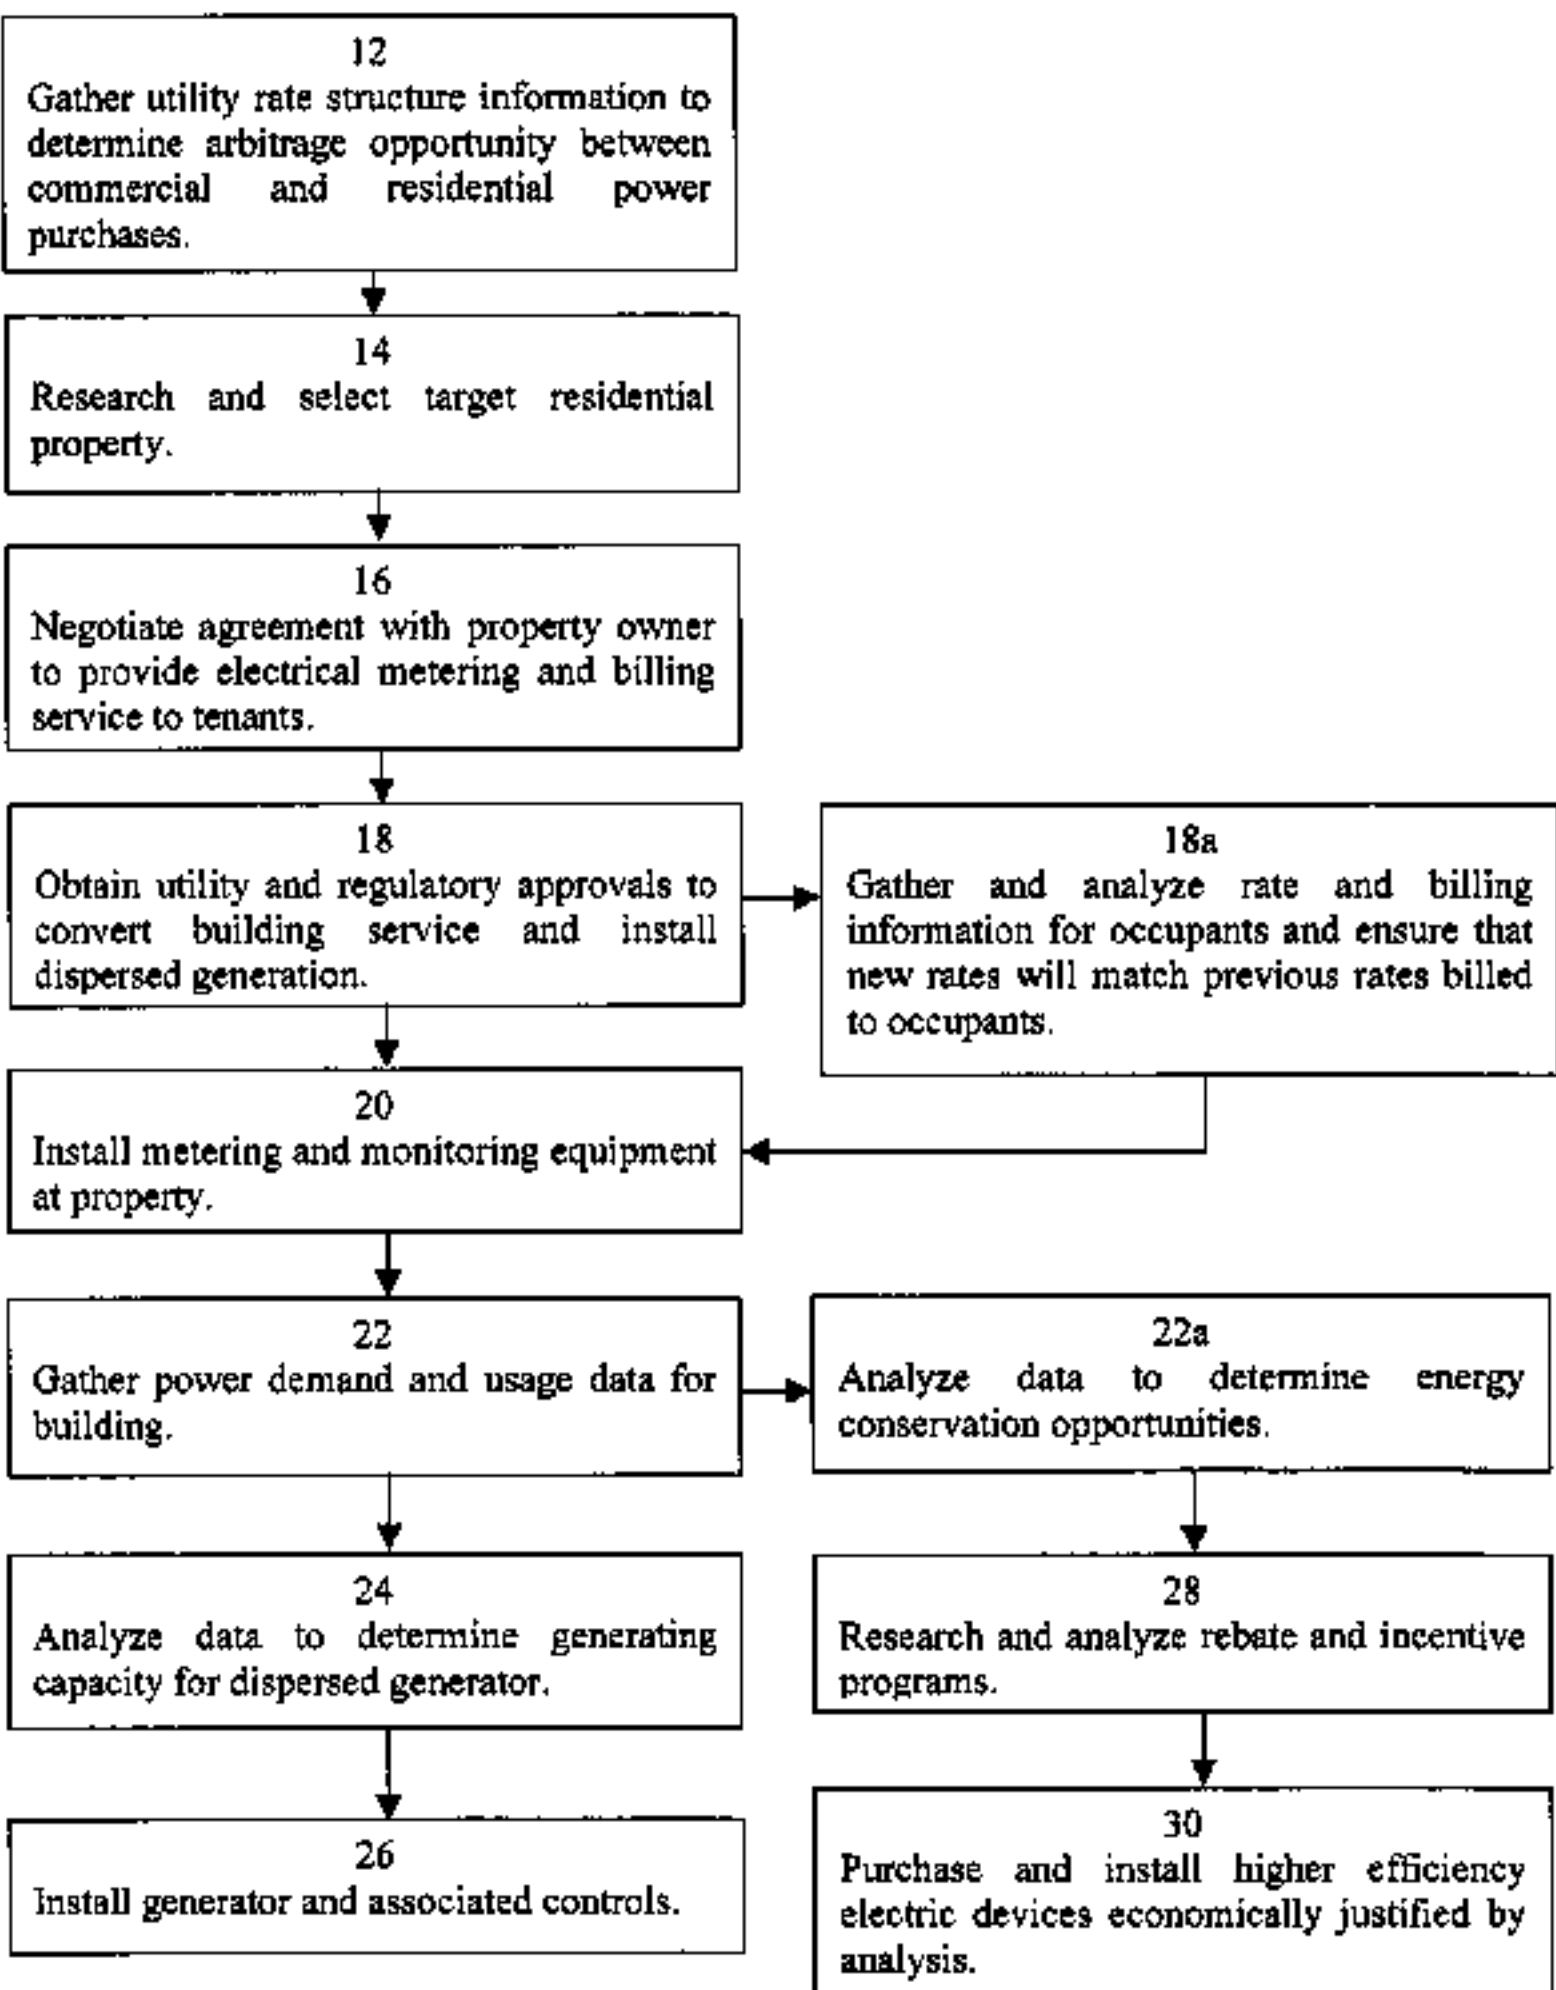 12
Gather utility rate structure information to
determine arbitrage opportunity between
commercial and residential power
purchases.
14
Research and select target residential
property.
16
Negotiate agreement with property owner
to provide electrical metering and billing
service to tenants.
18
Obtain utility and regulatory approvals to
convert building service and install
dispersed generation.
18a
Gather and analyze rate and billing
information for occupants and ensure that
new rates will match previous rates billed
to occupants.
20
Install metering and monitoring equipment
at property.
22
Gather power demand and usage data for
building.
22a
Analyze data to determine energy
conservation opportunities.
24
Analyze data to determine generating
capacity for dispersed generator.
28
Research and analyze rebate and incentive
programs.
26
Install generator and associated controls.
30
Purchase and install higher efficiency
electric devices economically justified by
analysis.